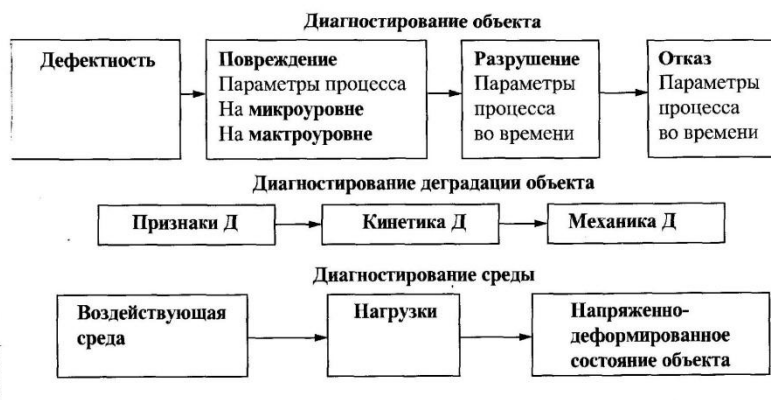 Диагностирование объекта
Дефектность
Повреждение
Параметры процесса
На микроуровне
На мактроуровне
Разрушение
Параметры
процесса
во времени
Отказ
Параметры
процесса
во времени
Диагностирование деградации объекта
Признаки Д
Кинетика Д
Механика Д
Диагностирование среды
Воздействующая
среда
Нагрузки
Напряженно-
деформированное
состояние объекта